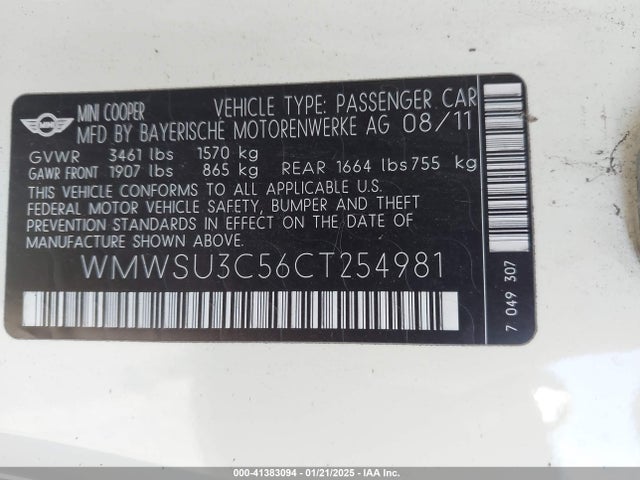 MINI
MINI COOPER VEHICLE TYPE: PASSENGER CAR
MFD BY BAYERISCHE MOTORENWERKE AG 08/11
GVWR 3461 lbs 1570 kg
GAWR FRONT 1907 lbs 865 kg REAR 1664 lbs 755 kg
THIS VEHICLE CONFORMS TO ALL APPLICABLE U.S.
FEDERAL MOTOR VEHICLE SAFETY, BUMPER AND THEFT
PREVENTION STANDARDS IN EFFECT ON THE DATE OF
MANUFACTURE SHOWN ABOVE.
WMWSU3C56CT254981
7 049 307
000-41383094 - 01/21/2025 - IAA Inc.